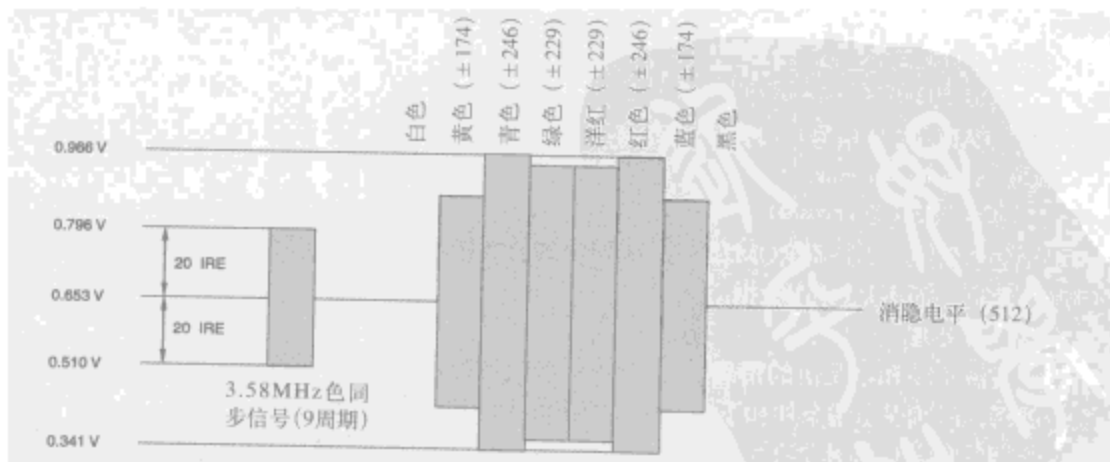 白色
黄色（±174）
青色（±246）
绿色（±229）
洋红（±229）
红色（±246）
蓝色（±174）
黑色
0.966 V
0.796 V
20 IRE
0.653 V
20 IRE
0.510 V
0.341 V
3.58MHz色同
步信号(9周期)
消隐电平（512）